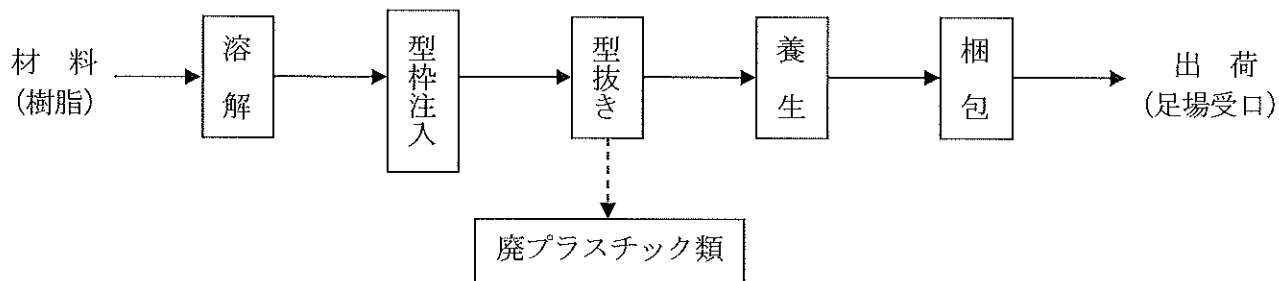 材　料
(樹脂)
溶解
型枠注入
型抜き
養生
梱包
出　荷
(足場受口)
廃プラスチック類